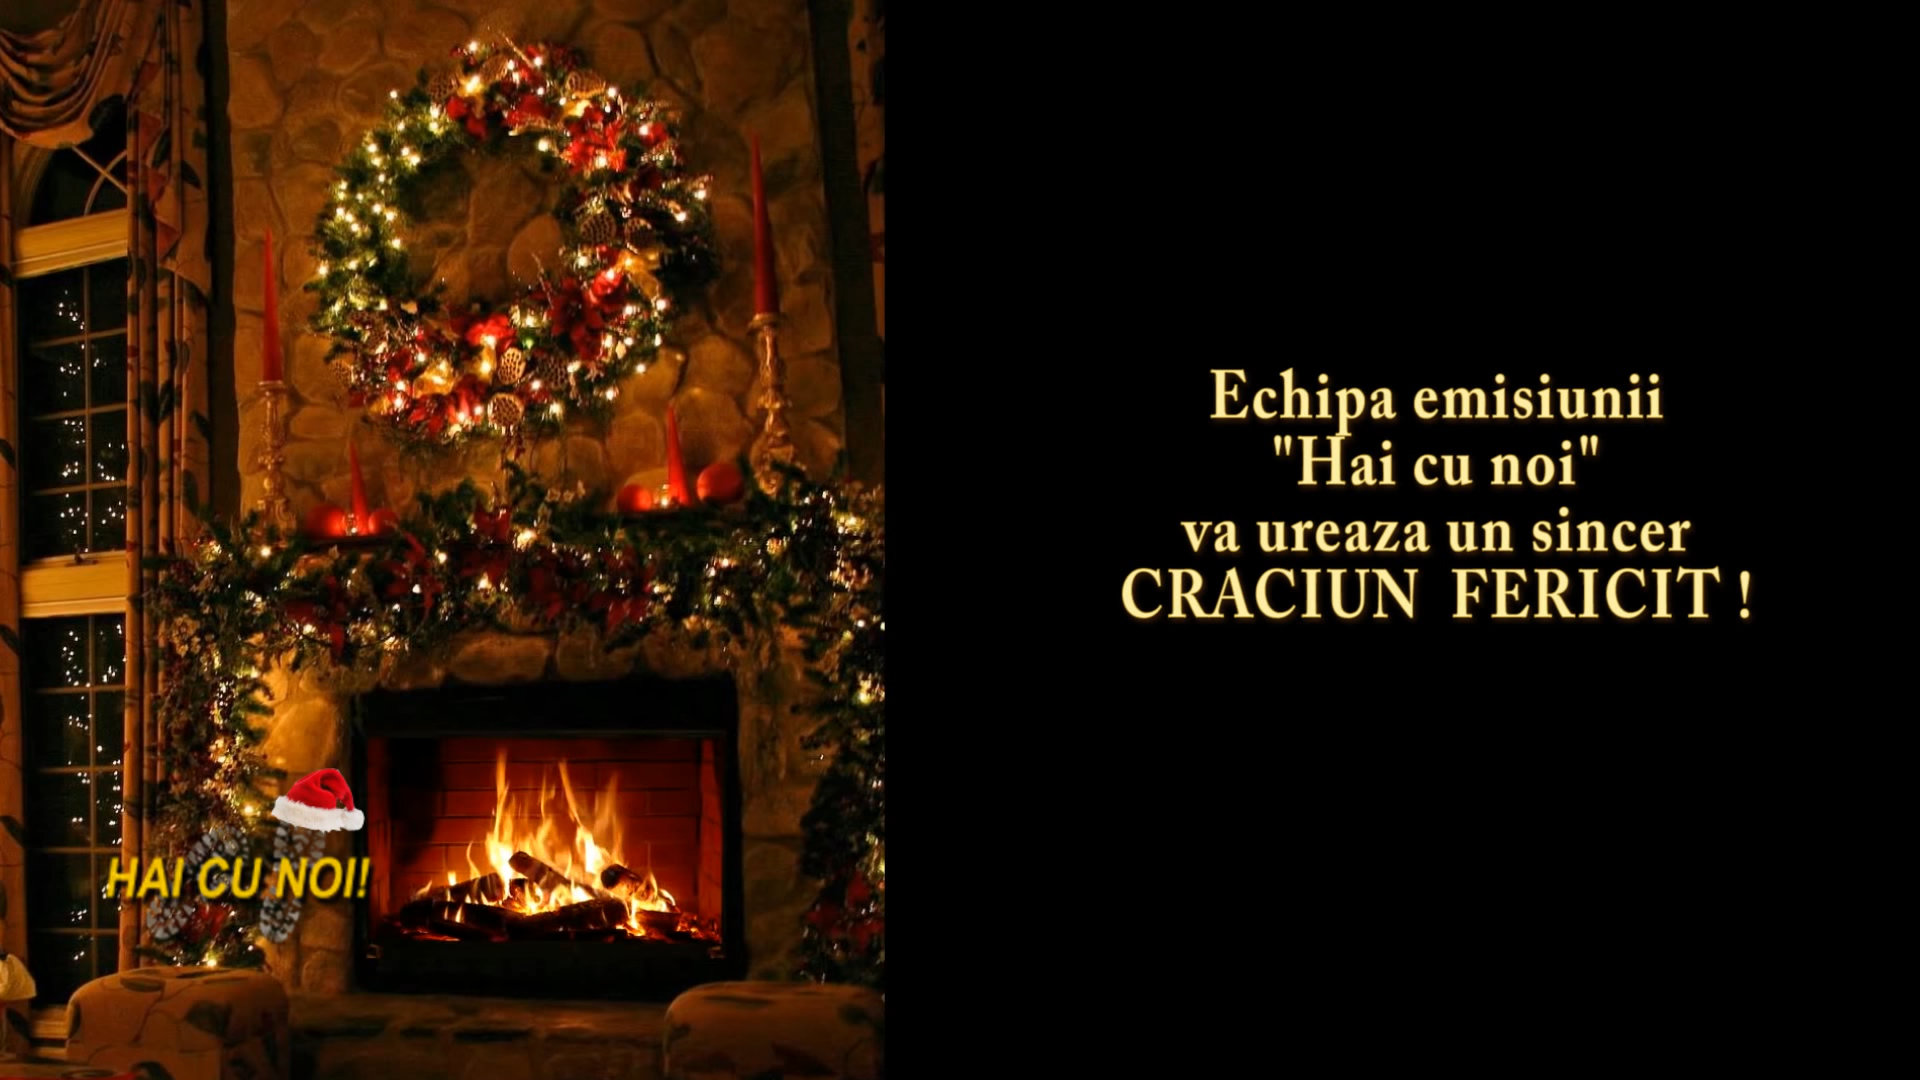 Echipa emisiunii
"Hai cu noi"
va ureaza un sincer
CRACIUN FERICIT !
HAI CU NOI!